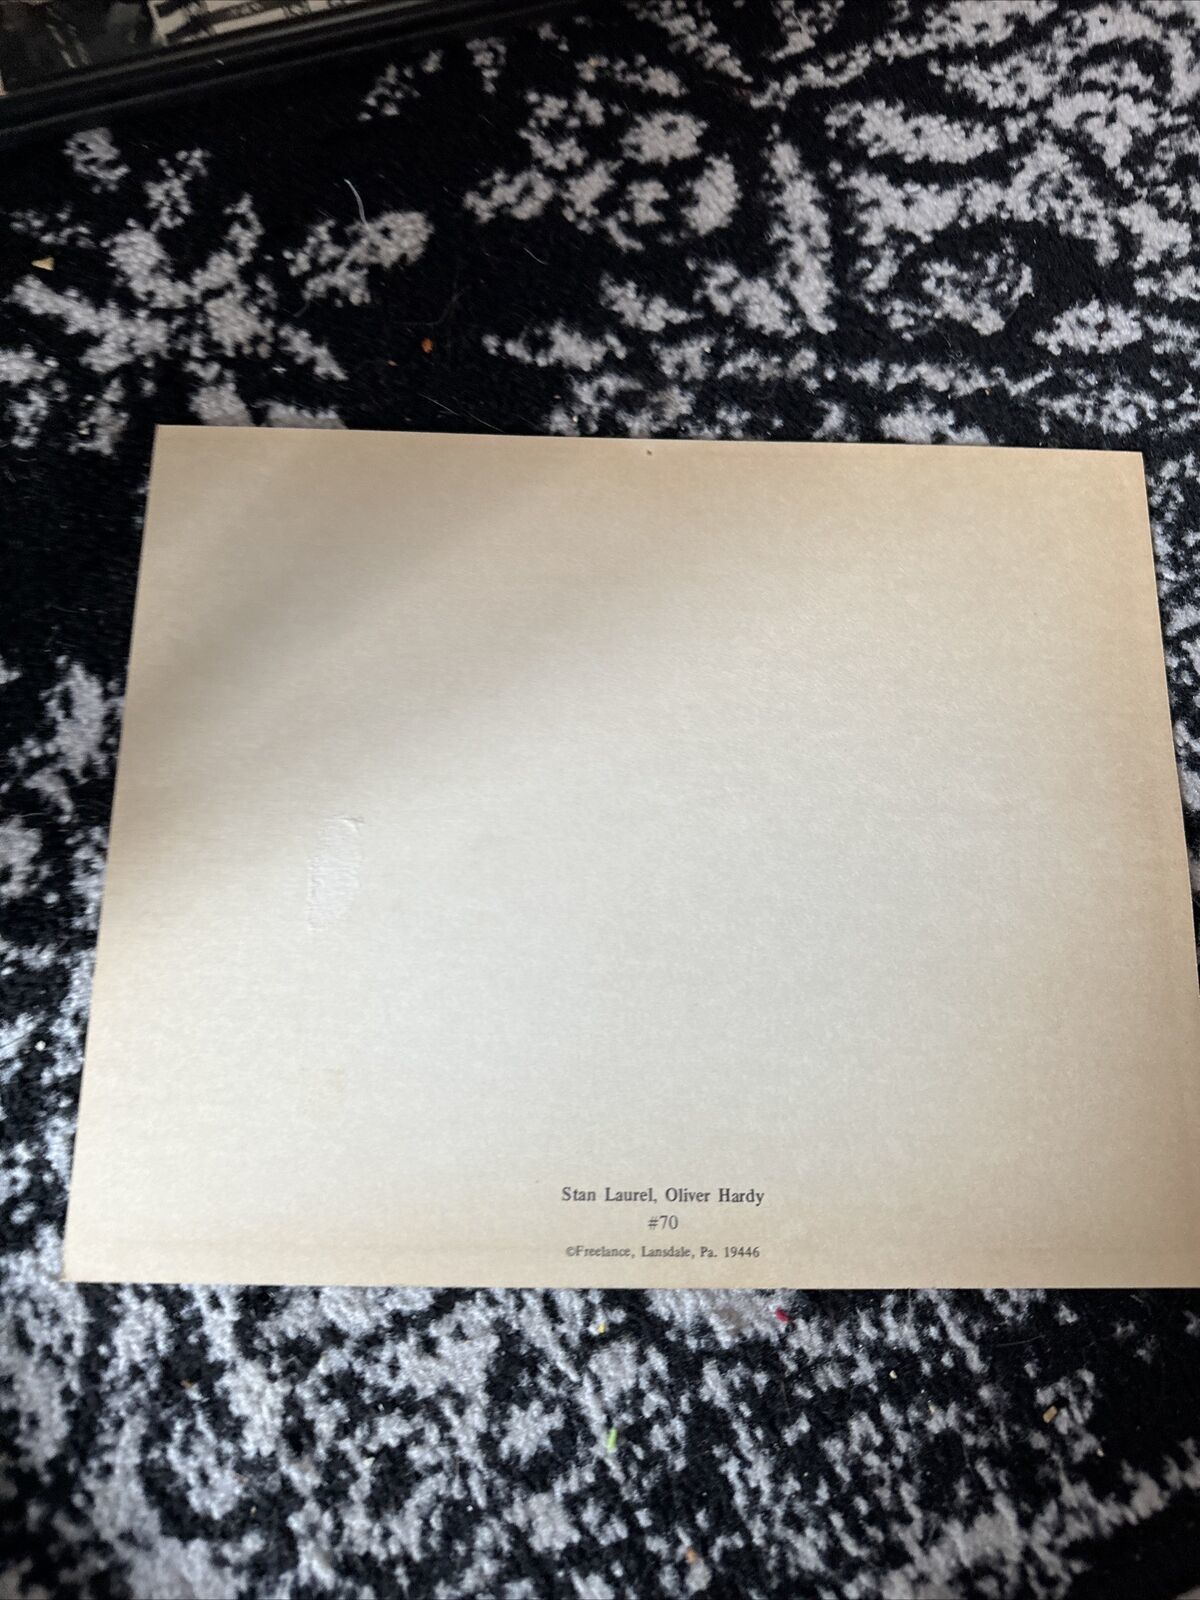 Stan Laurel, Oliver Hardy
#70
©Freelance, Lansdale, Pa. 19446